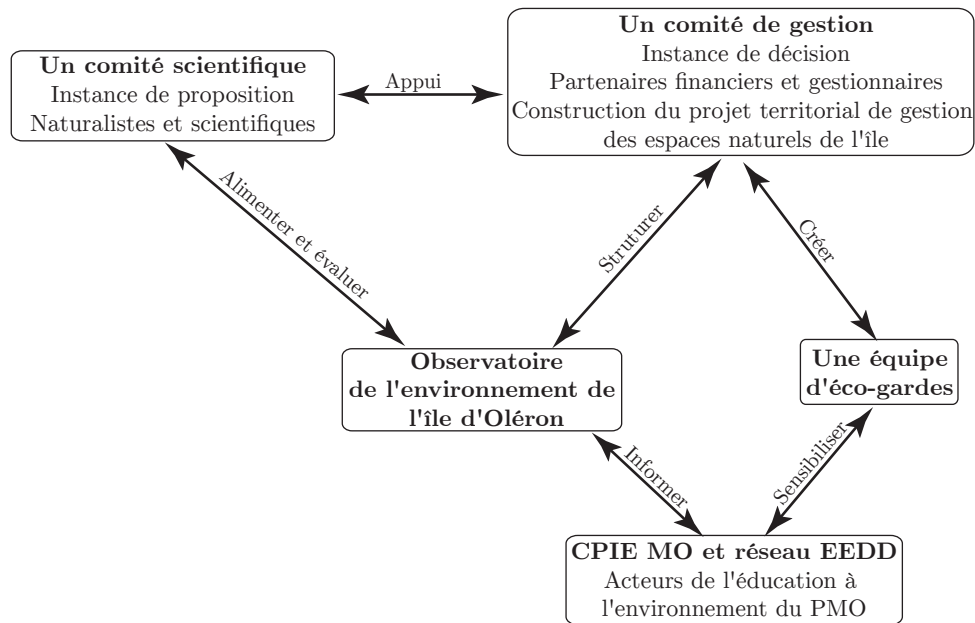 Un comité scientifique
Instance de proposition
Naturalistes et scientifiques
Appui
Un comité de gestion
Instance de décision
Partenaires financiers et gestionnaires
Construction du projet territorial de gestion
des espaces naturels de l'île
Alimenter et évaluer
Struturer
Créer
Observatoire
de l'environnement de
l'île d'Oléron
Une équipe
d'éco-gardes
Informer
Sensibiliser
CPIE MO et réseau EEDD
Acteurs de l'éducation à
l'environnement du PMO